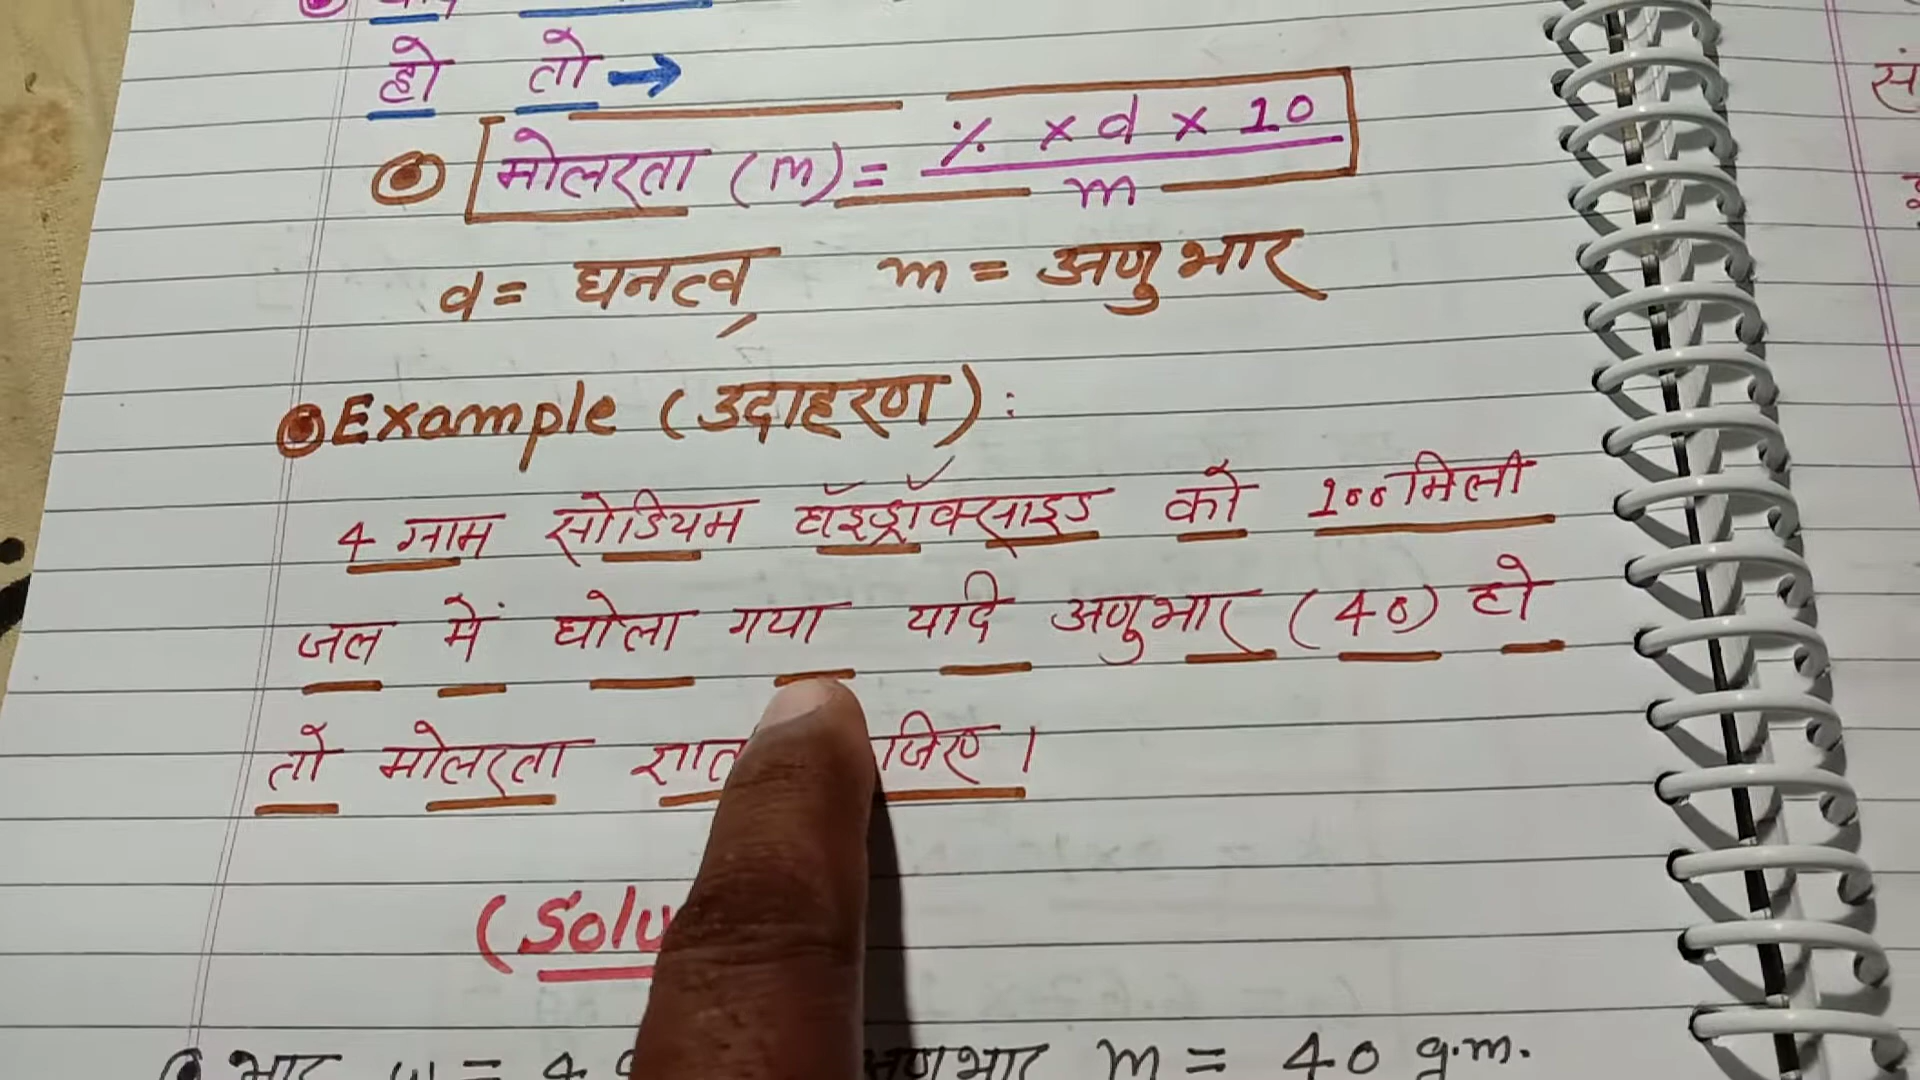 हो तो →
मोलरता (m) = % × d × 10 / m
d = घनत्व, m = अणुभार
Example (उदाहरण) :
4 ग्राम सोडियम हॉइड्रॉक्साइड को 100 मिली
जल में घोला गया यदि अणुभार (40) हो
तो मोलरता ज्ञात जिए।
(Solu
भार w = 4 अणुभार m = 40 g.m.